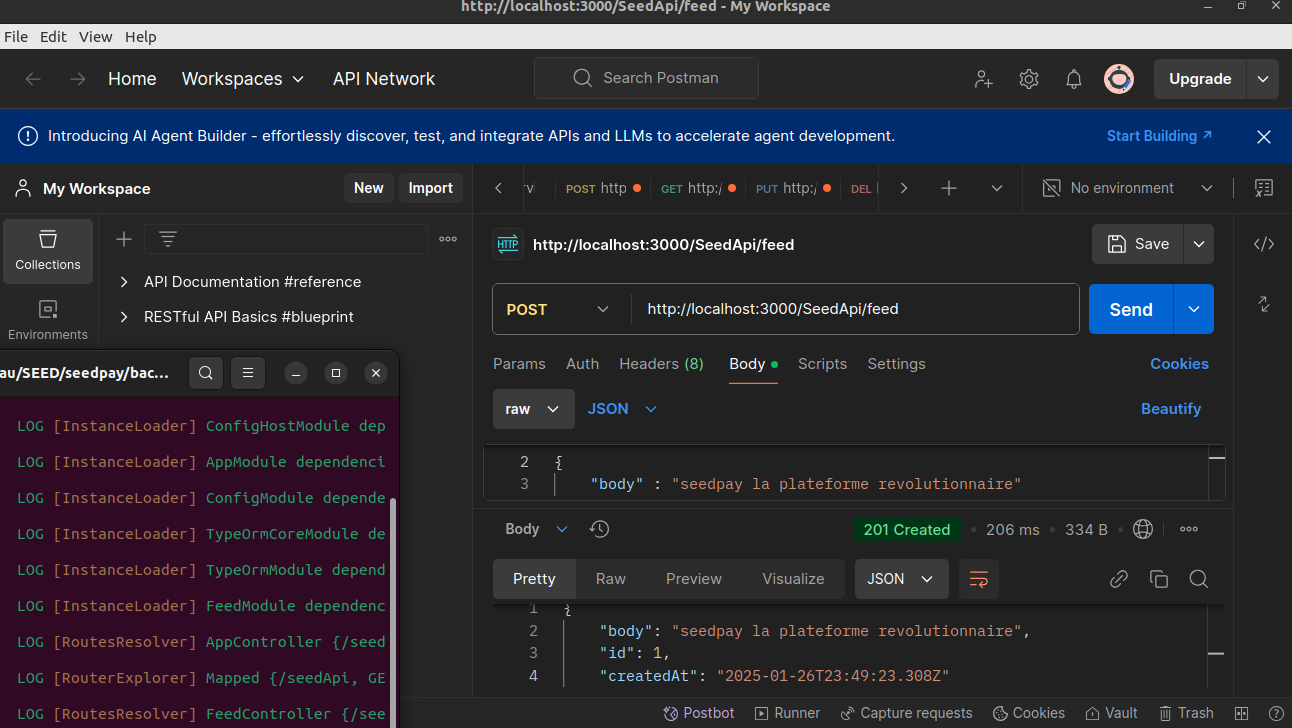 http://localhost:3000/SeedApi/feed - My Workspace
File Edit View Help
Home Workspaces API Network Search Postman Upgrade
Introducing AI Agent Builder - effortlessly discover, test, and integrate APIs and LLMs to accelerate agent development. Start Building
My Workspace New Import
POST http GET http:/ PUT http:/ DEL No environment
Collections
Environments
API Documentation #reference
RESTful API Basics #blueprint
HTTP http://localhost:3000/SeedApi/feed Save
POST http://localhost:3000/SeedApi/feed Send
Params Auth Headers (8) Body Scripts Settings Cookies
raw JSON Beautify
2 {
3 "body" : "seedpay la plateforme revolutionnaire"
Body 201 Created 206 ms 334 B
Pretty Raw Preview Visualize JSON
1 {
2 "body": "seedpay la plateforme revolutionnaire",
3 "id": 1,
4 "createdAt": "2025-01-26T23:49:23.308Z"
au/SEED/seedpay/bac...
LOG [InstanceLoader] ConfigHostModule dep
LOG [InstanceLoader] AppModule dependenci
LOG [InstanceLoader] ConfigModule depende
LOG [InstanceLoader] TypeOrmCoreModule de
LOG [InstanceLoader] TypeOrmModule depend
LOG [InstanceLoader] FeedModule dependenc
LOG [RoutesResolver] AppController {/seed
LOG [RouterExplorer] Mapped {/seedApi, GE
LOG [RoutesResolver] FeedController {/see
Postbot Runner Capture requests Cookies Vault Trash